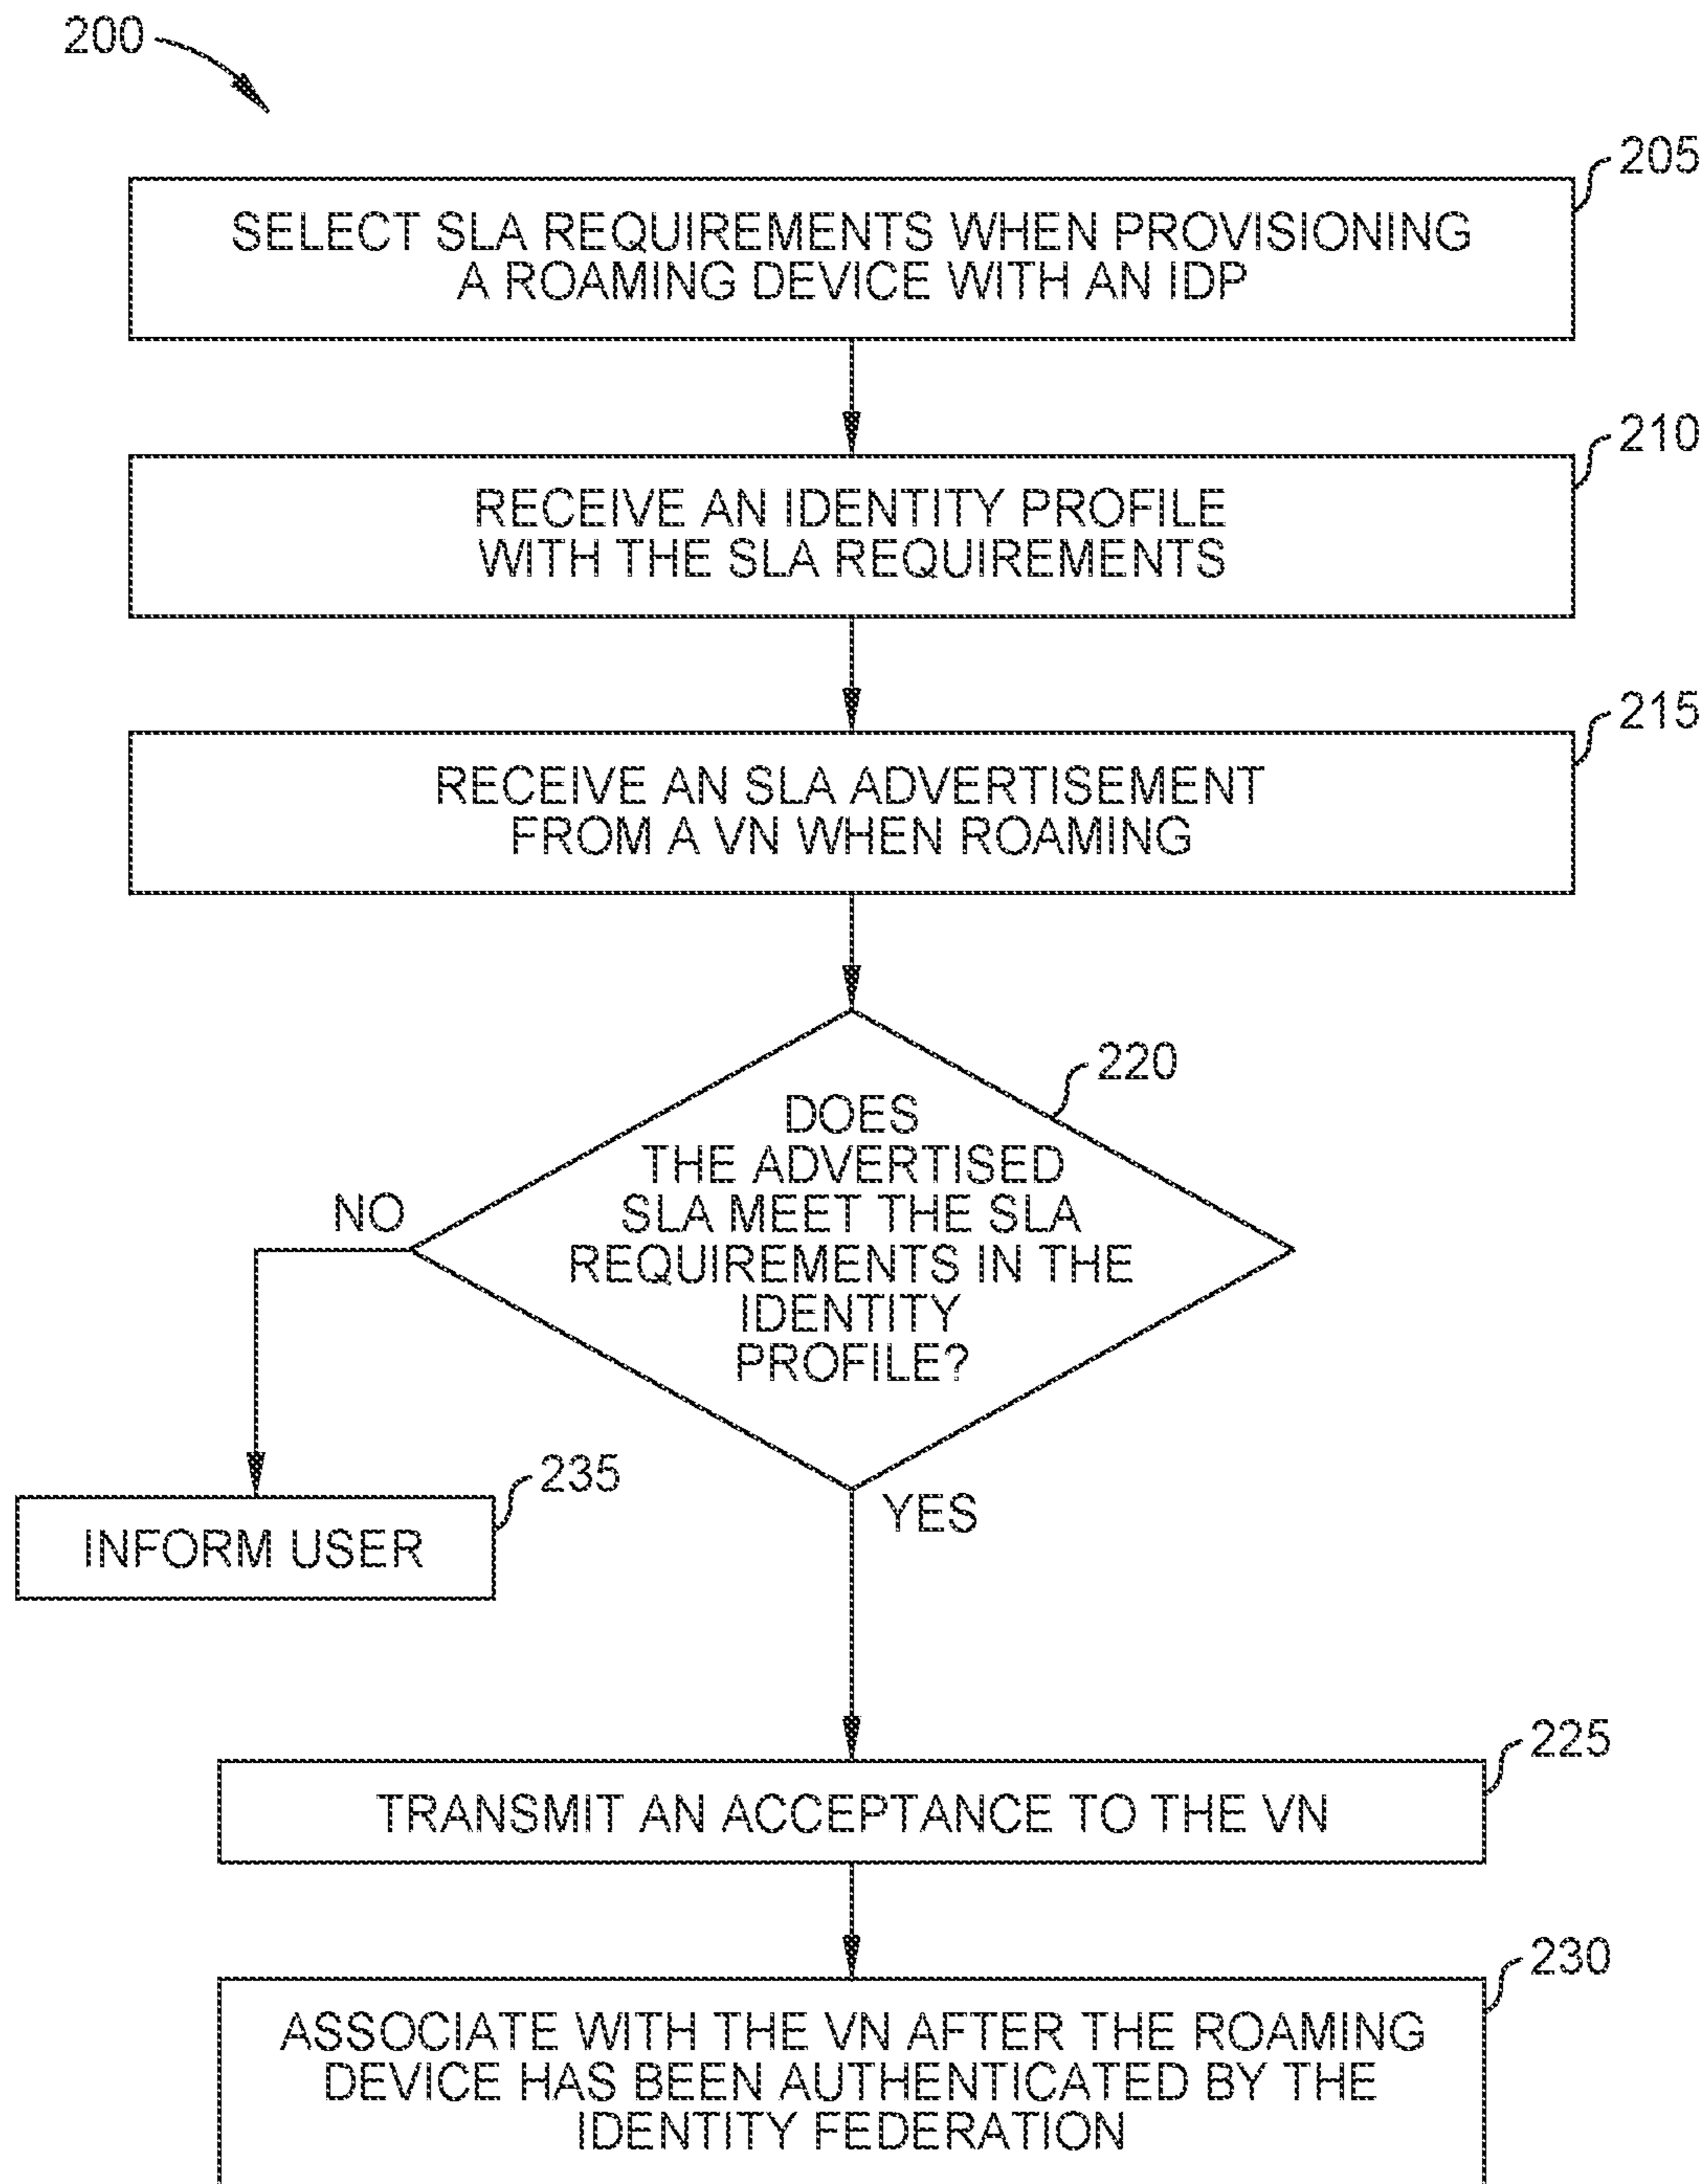 200
205
SELECT SLA REQUIREMENTS WHEN PROVISIONING
A ROAMING DEVICE WITH AN IDP
210
RECEIVE AN IDENTITY PROFILE
WITH THE SLA REQUIREMENTS
215
RECEIVE AN SLA ADVERTISEMENT
FROM A VN WHEN ROAMING
220
DOES
THE ADVERTISED
SLA MEET THE SLA
REQUIREMENTS IN THE
IDENTITY
PROFILE?
NO
YES
235
INFORM USER
225
TRANSMIT AN ACCEPTANCE TO THE VN
230
ASSOCIATE WITH THE VN AFTER THE ROAMING
DEVICE HAS BEEN AUTHENTICATED BY THE
IDENTITY FEDERATION